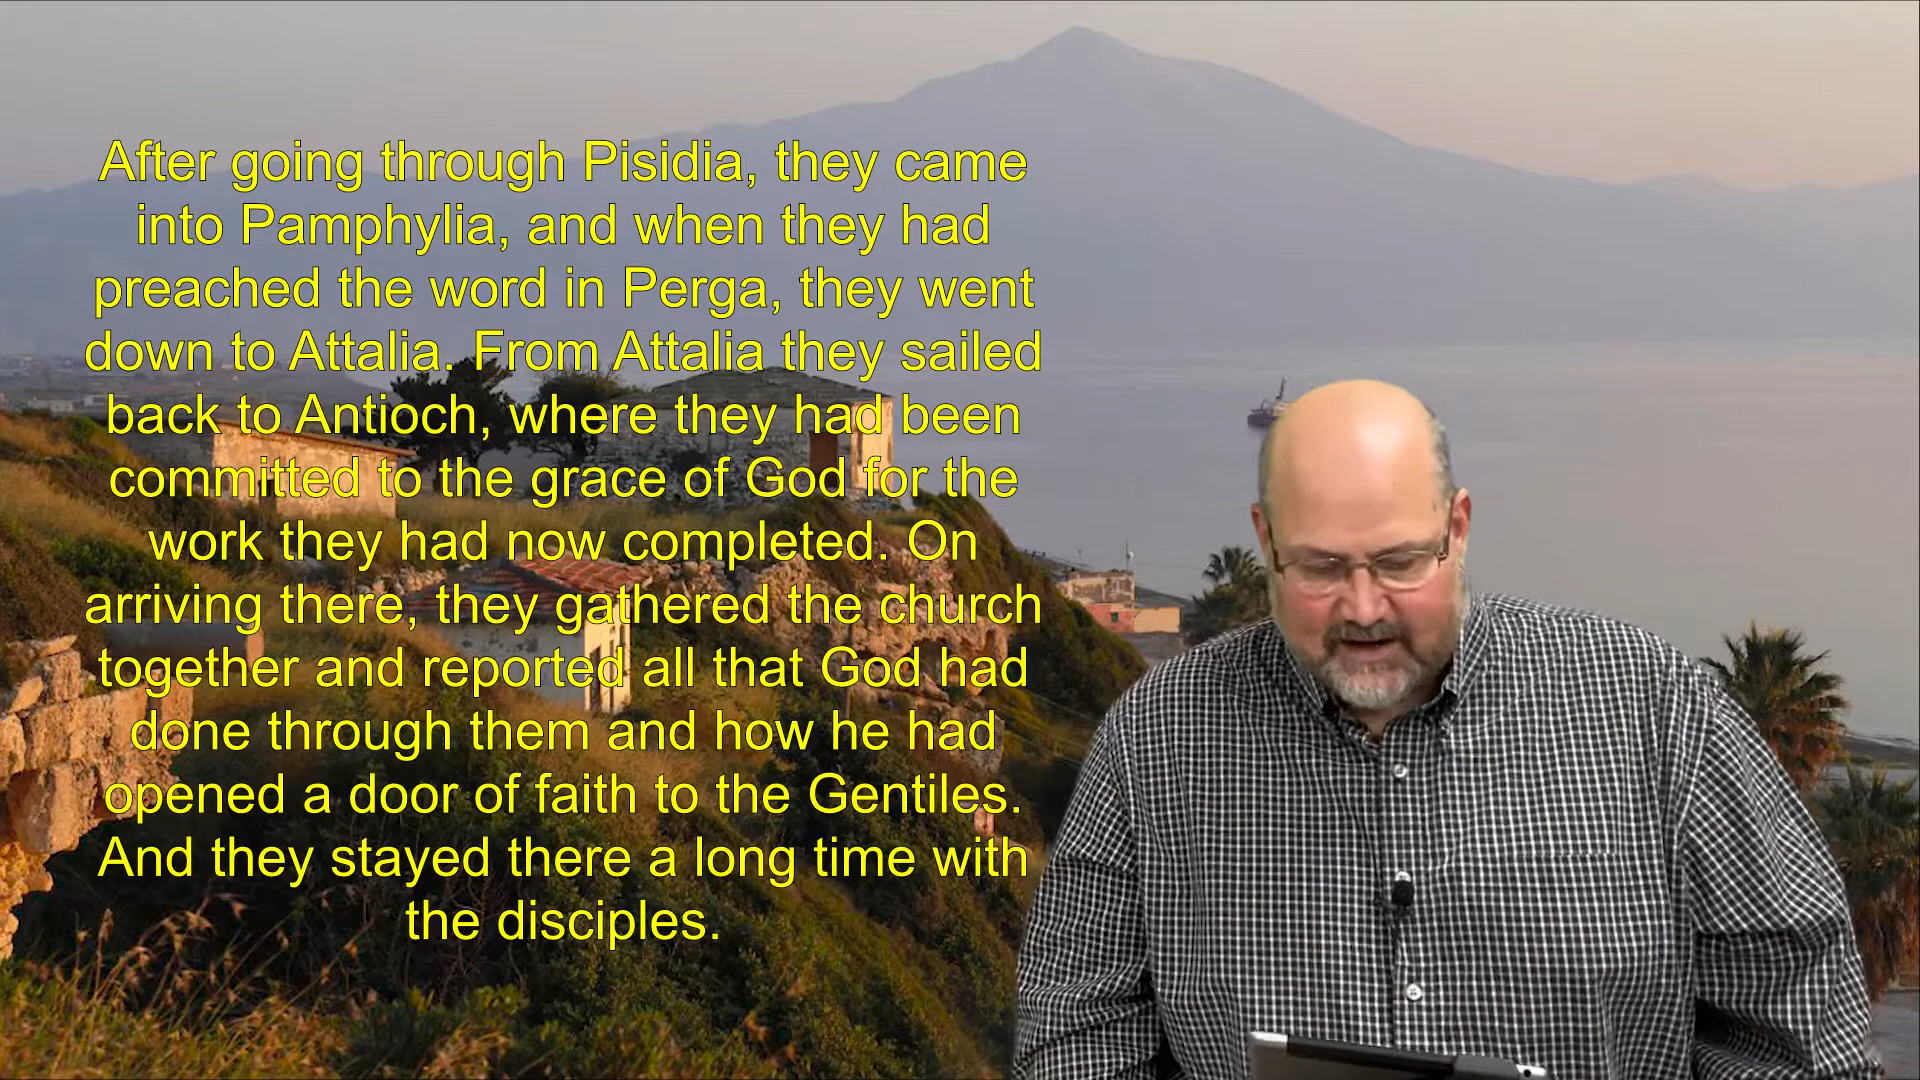 After going through Pisidia, they came
into Pamphylia, and when they had
preached the word in Perga, they went
down to Attalia. From Attalia they sailed
back to Antioch, where they had been
committed to the grace of God for the
work they had now completed. On
arriving there, they gathered the church
together and reported all that God had
done through them and how he had
opened a door of faith to the Gentiles.
And they stayed there a long time with
the disciples.